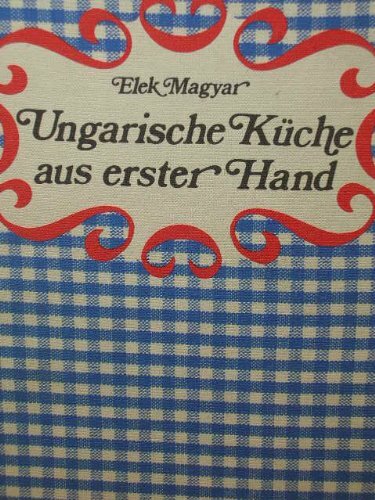 Elek Magyar
Ungarische Küche
aus erster Hand